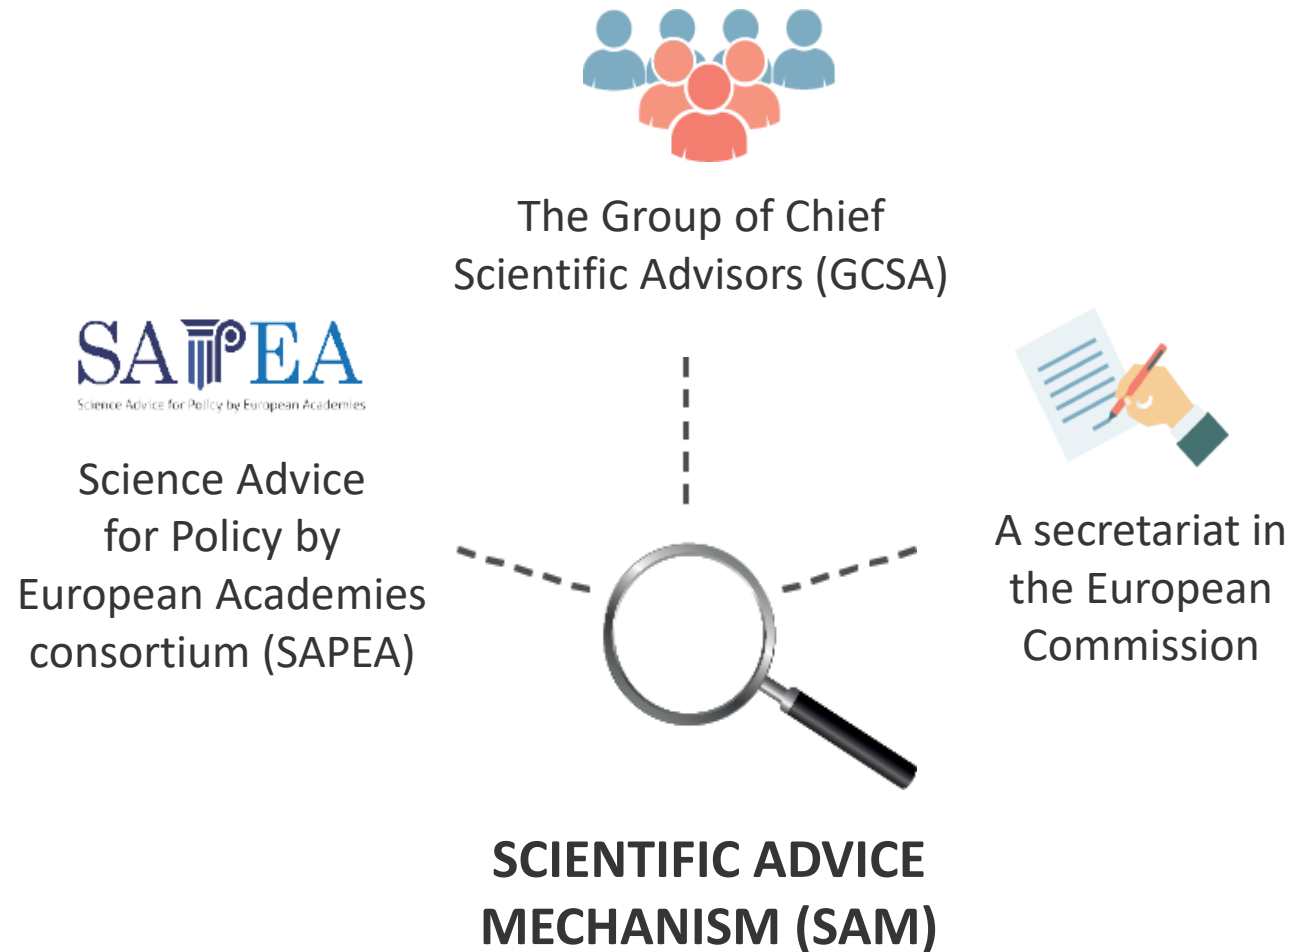 The Group of Chief
Scientific Advisors (GCSA)
SAPEA
Science Advice for Policy by European Academies
Science Advice
for Policy by
European Academies
consortium (SAPEA)
A secretariat in
the European
Commission
SCIENTIFIC ADVICE
MECHANISM (SAM)